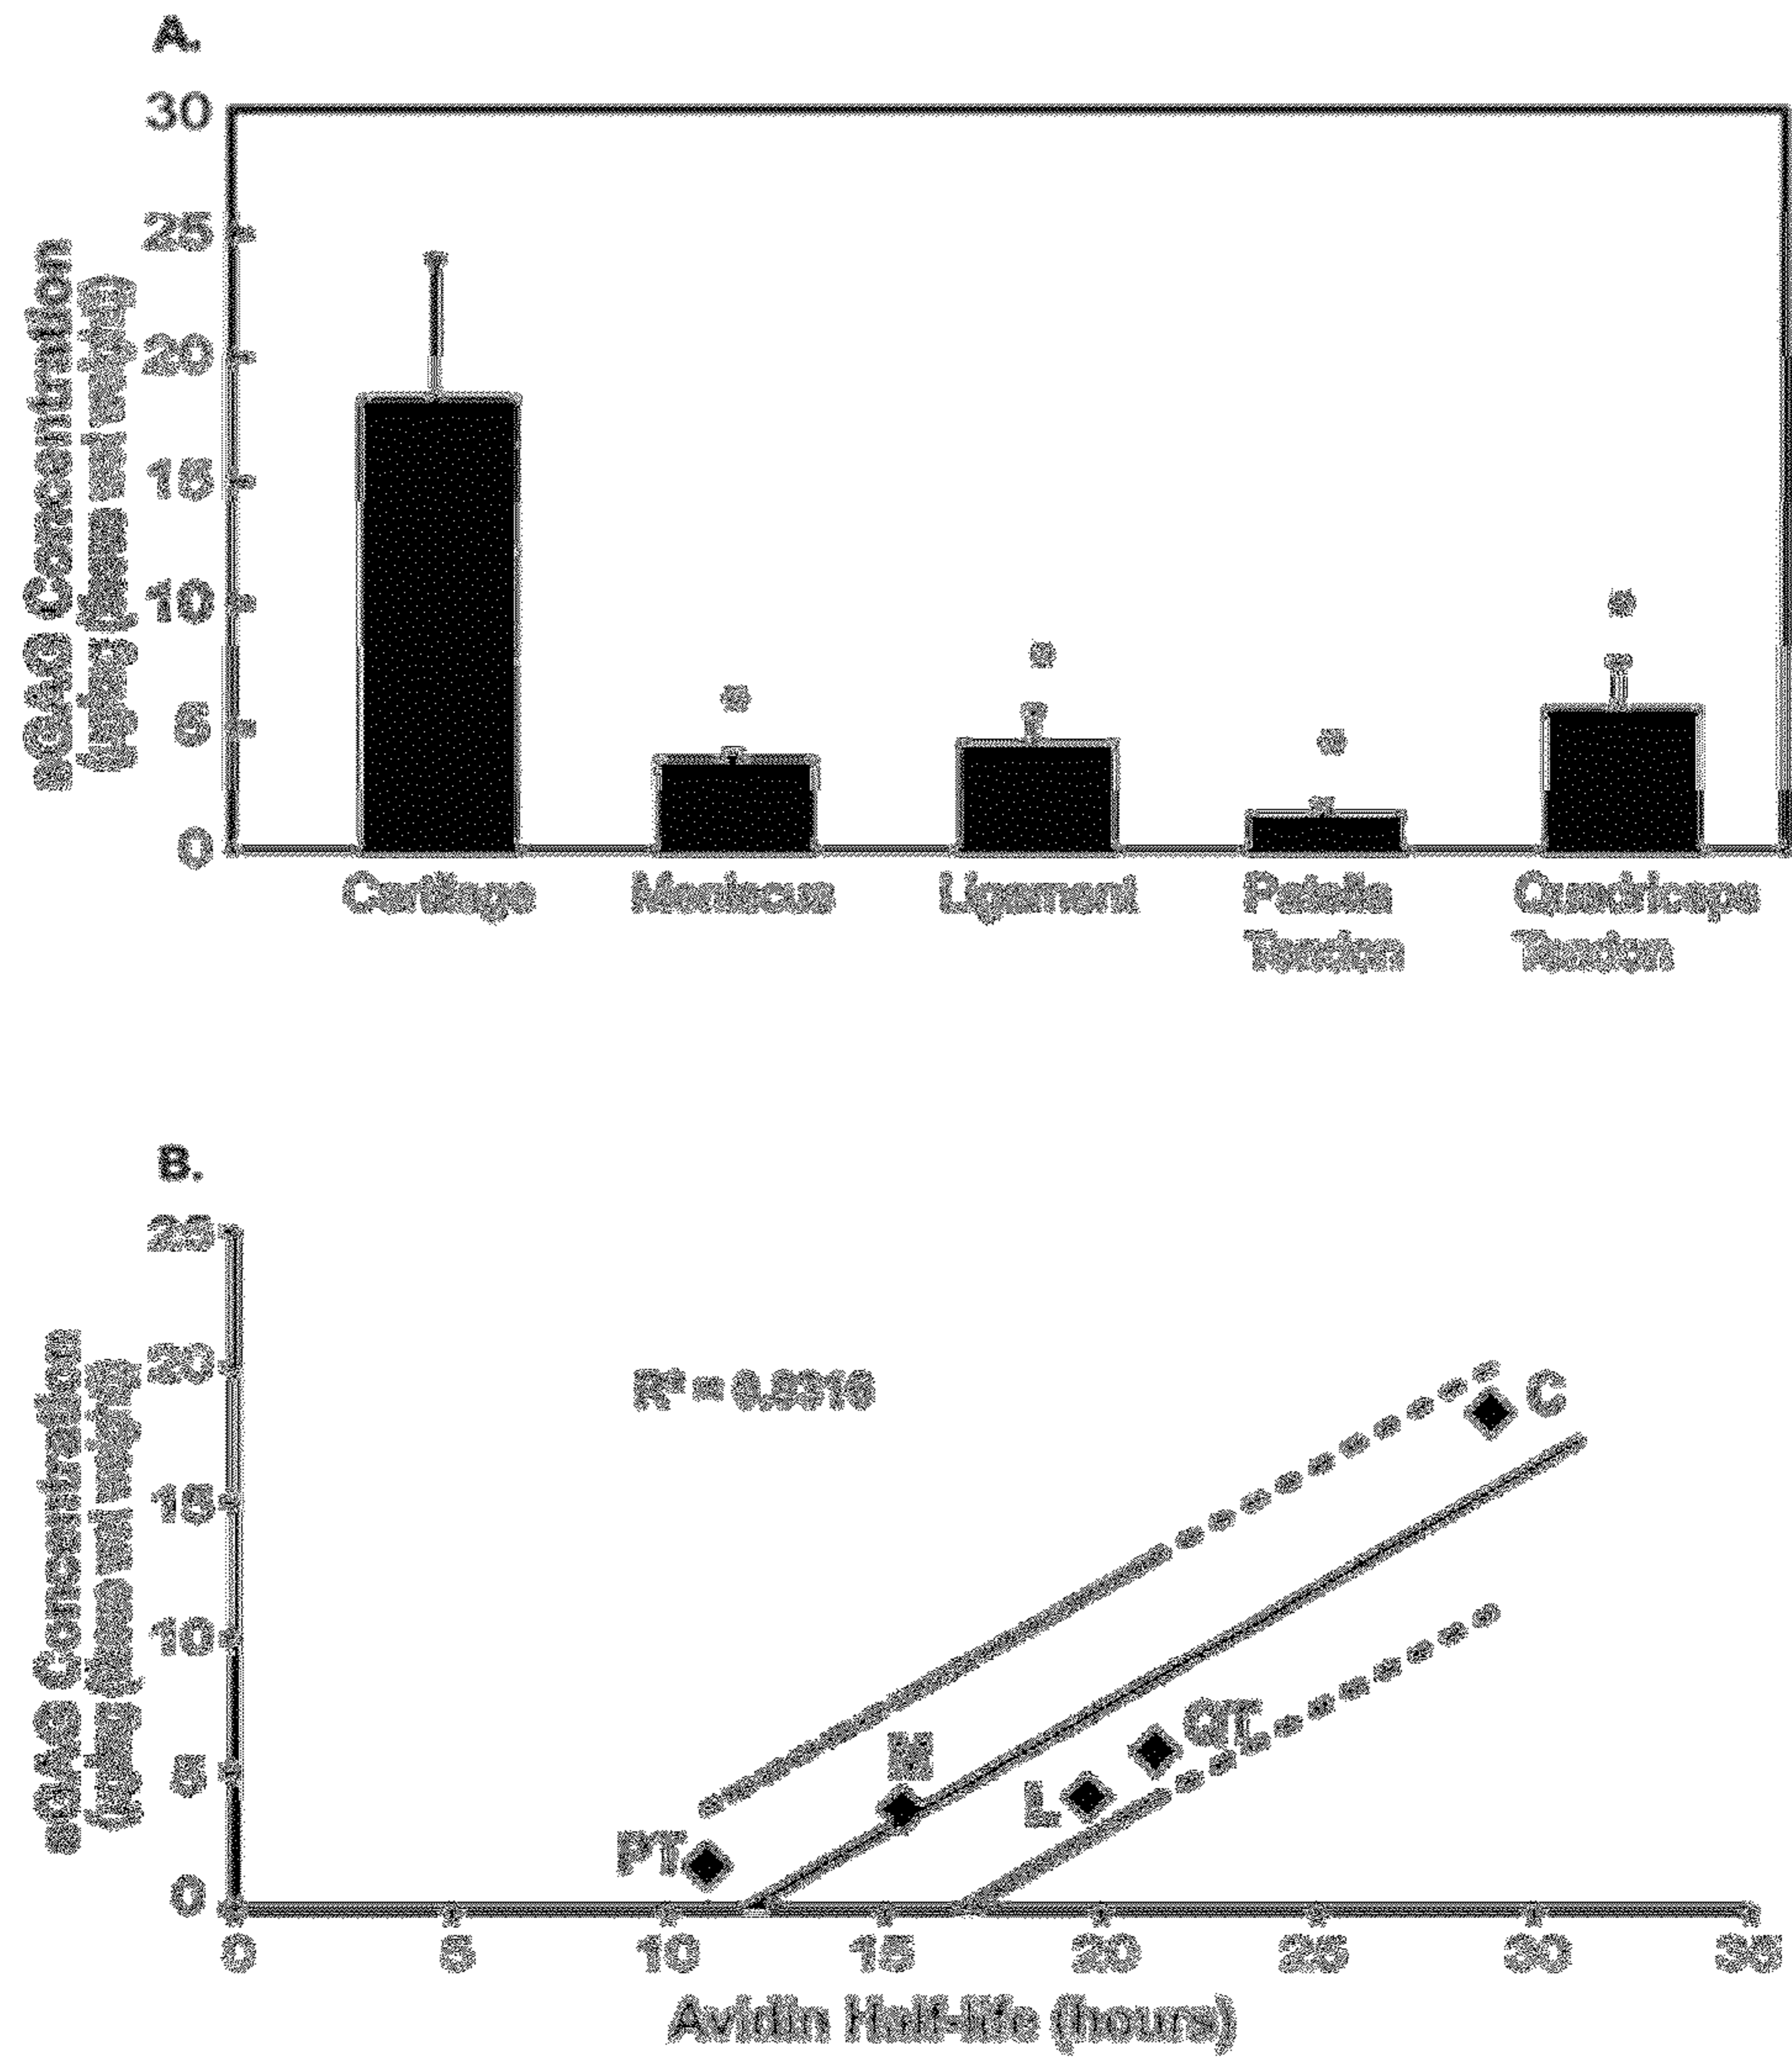 A.
30
25
20
15
10
5
0
sGAG Concentration
(µg/mg tissue wet weight)
Cartilage
Meniscus
Ligament
Patella
Tendon
Quadriceps
Tendon
B.
25
20
15
10
5
0
sGAG Concentration
(µg/mg tissue wet weight)
R² =
C
M
QT
L
PT
0
5
10
15
20
25
30
35
Avidin Half-life (hours)